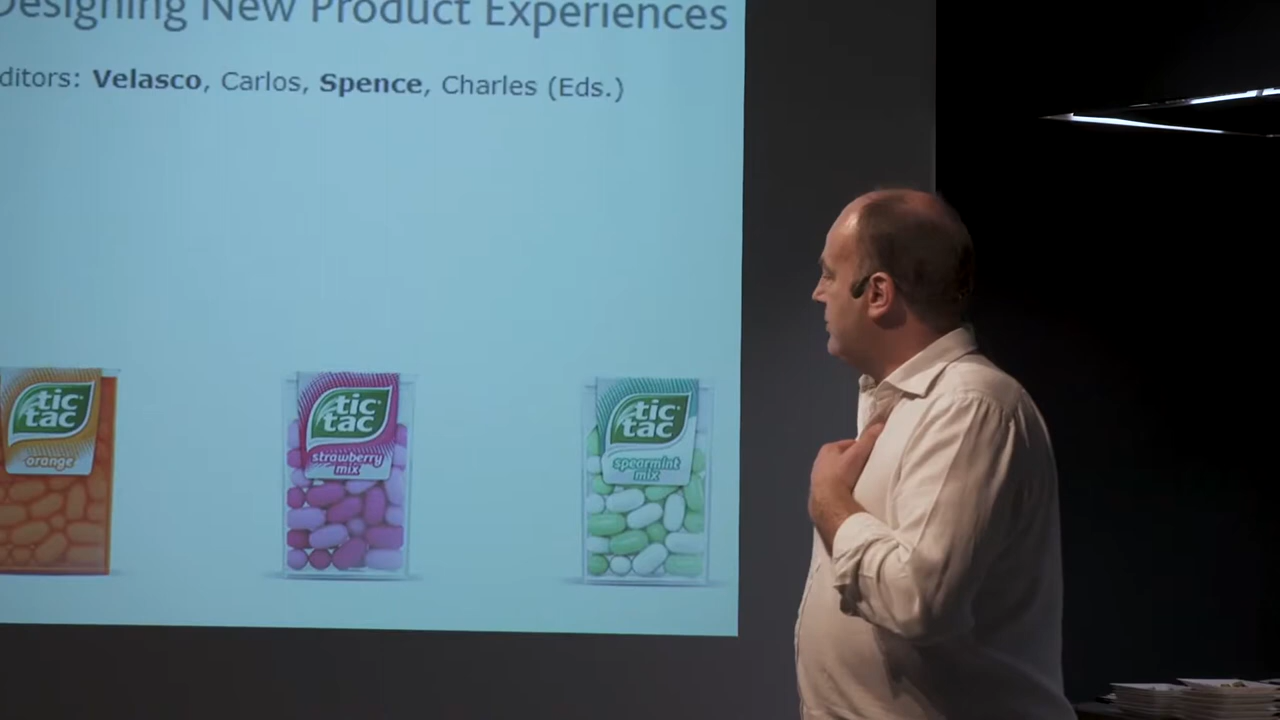 Designing New Product Experiences
ditors: Velasco, Carlos, Spence, Charles (Eds.)
tic
tac
orange
tic
tac
strawberry
mix
tic
tac
spearmint
mix